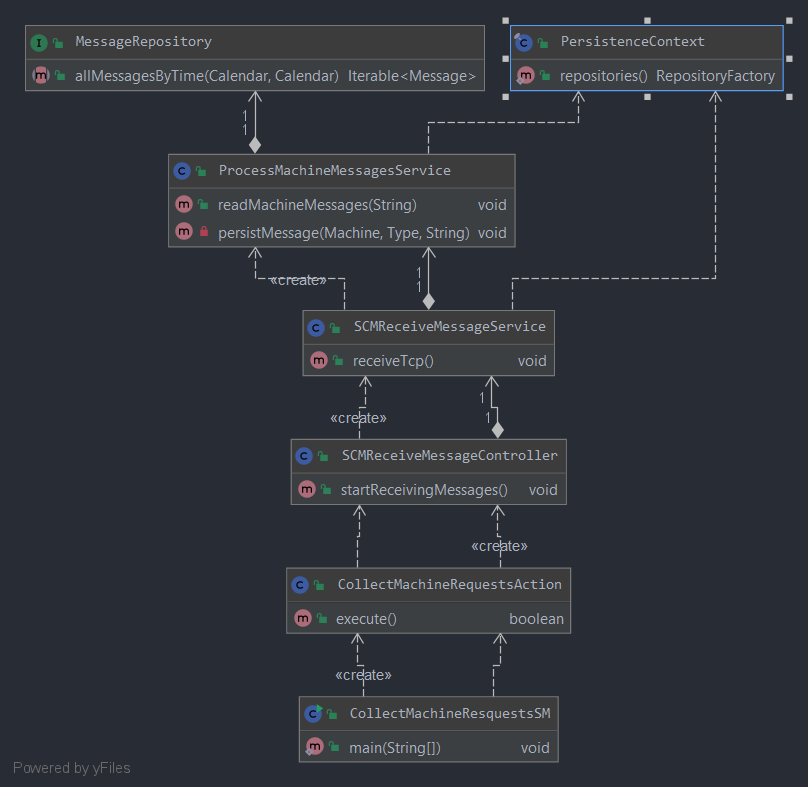 I MessageRepository
m allMessagesByTime(Calendar, Calendar) Iterable<Message>
C PersistenceContext
m repositories() RepositoryFactory
1
1
C ProcessMachineMessagesService
m readMachineMessages(String) void
m persistMessage(Machine, Type, String) void
«create»
1
1
C SCMReceiveMessageService
m receiveTcp() void
«create»
1
1
C SCMReceiveMessageController
m startReceivingMessages() void
«create»
C CollectMachineRequestsAction
m execute() boolean
«create»
C CollectMachineResquestsSM
m main(String[]) void
Powered by yFiles